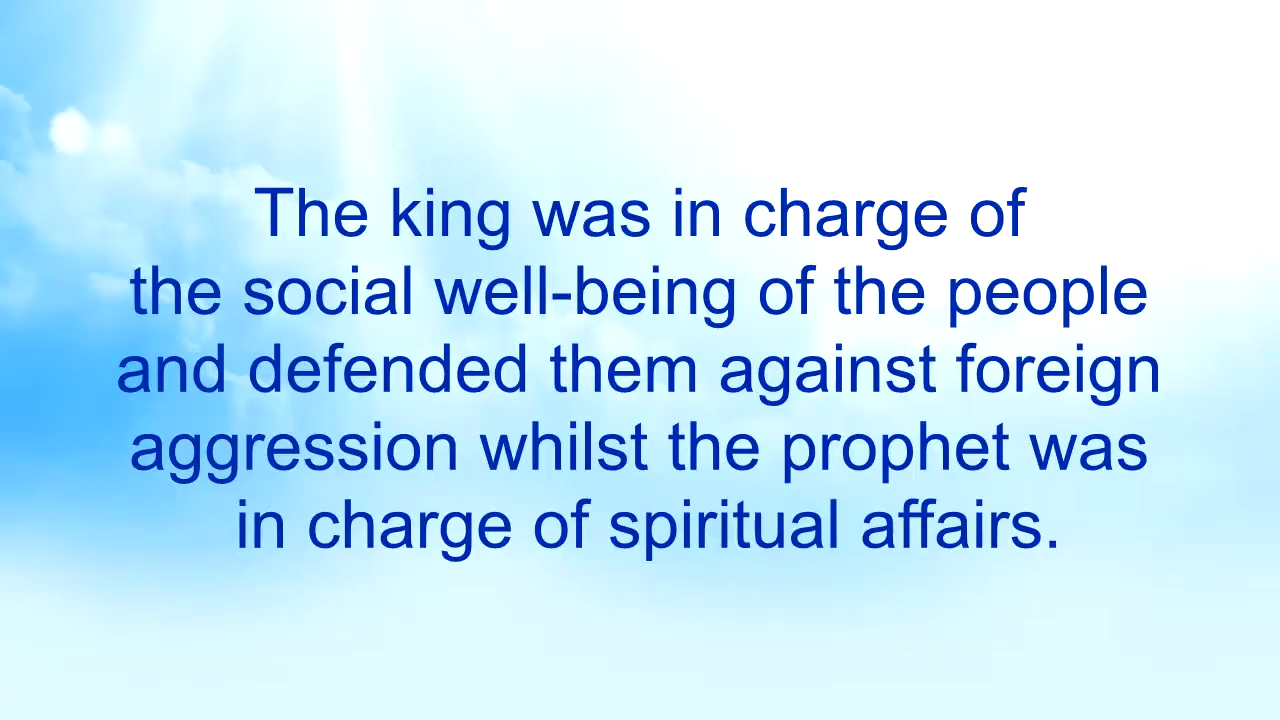 The king was in charge of
the social well-being of the people
and defended them against foreign
aggression whilst the prophet was
in charge of spiritual affairs.